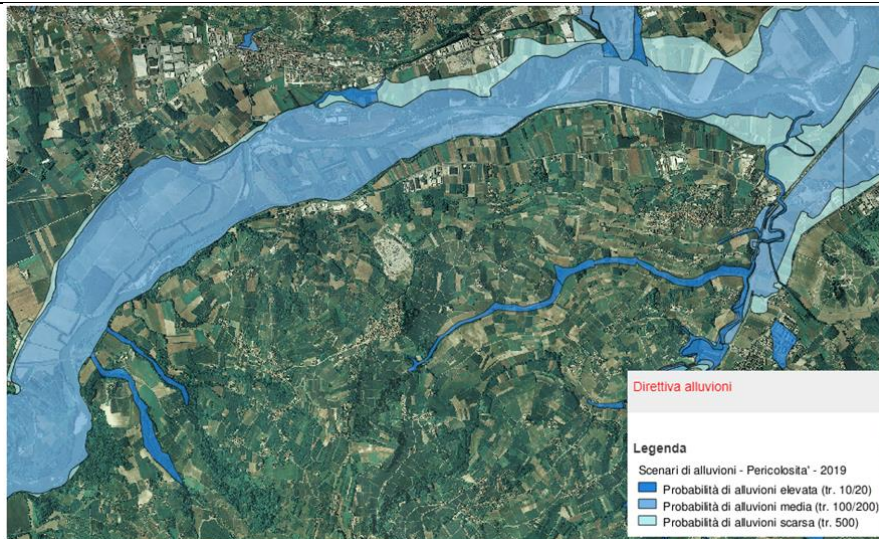 Direttiva alluvioni
Legenda
Scenari di alluvioni - Pericolosita' - 2019
Probabilità di alluvioni elevata (tr. 10/20)
Probabilità di alluvioni media (tr. 100/200)
Probabilità di alluvioni scarsa (tr. 500)